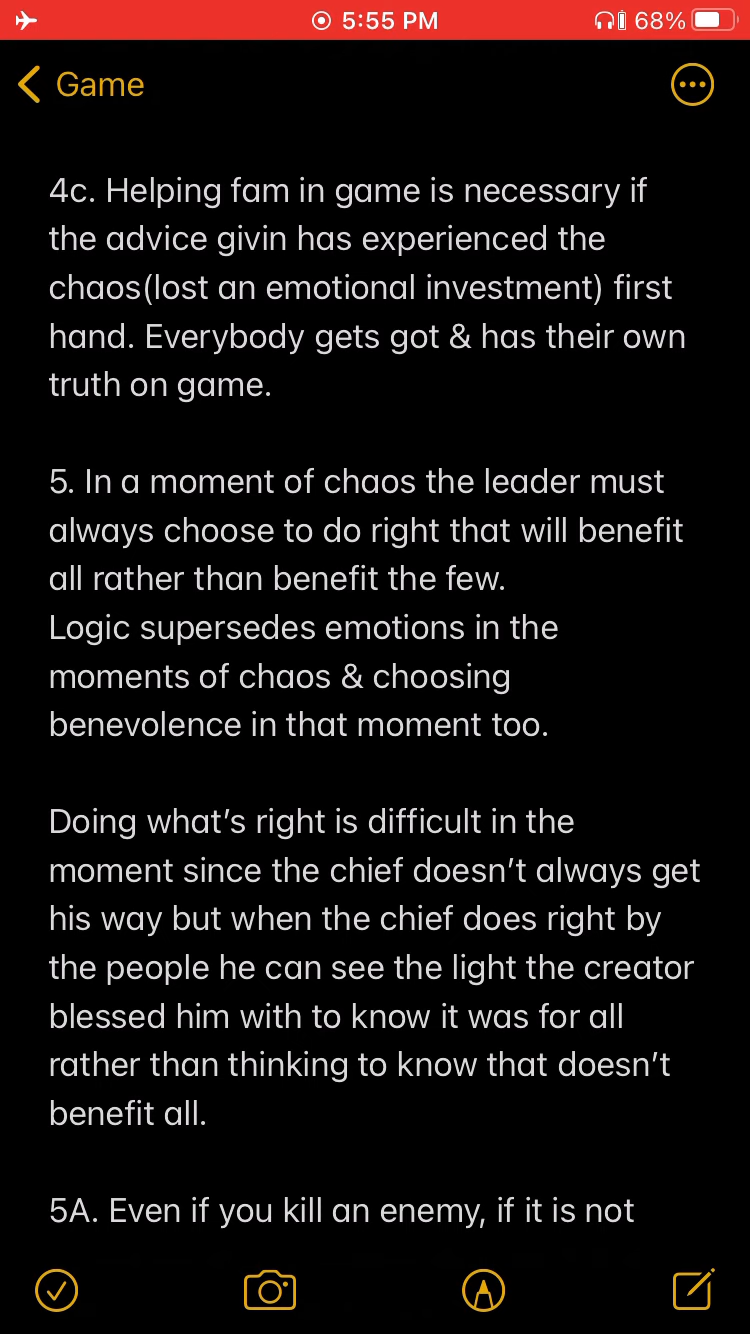 5:55 PM
68%
Game
4c. Helping fam in game is necessary if
the advice givin has experienced the
chaos(lost an emotional investment) first
hand. Everybody gets got & has their own
truth on game.
5. In a moment of chaos the leader must
always choose to do right that will benefit
all rather than benefit the few.
Logic supersedes emotions in the
moments of chaos & choosing
benevolence in that moment too.
Doing what’s right is difficult in the
moment since the chief doesn’t always get
his way but when the chief does right by
the people he can see the light the creator
blessed him with to know it was for all
rather than thinking to know that doesn’t
benefit all.
5A. Even if you kill an enemy, if it is not